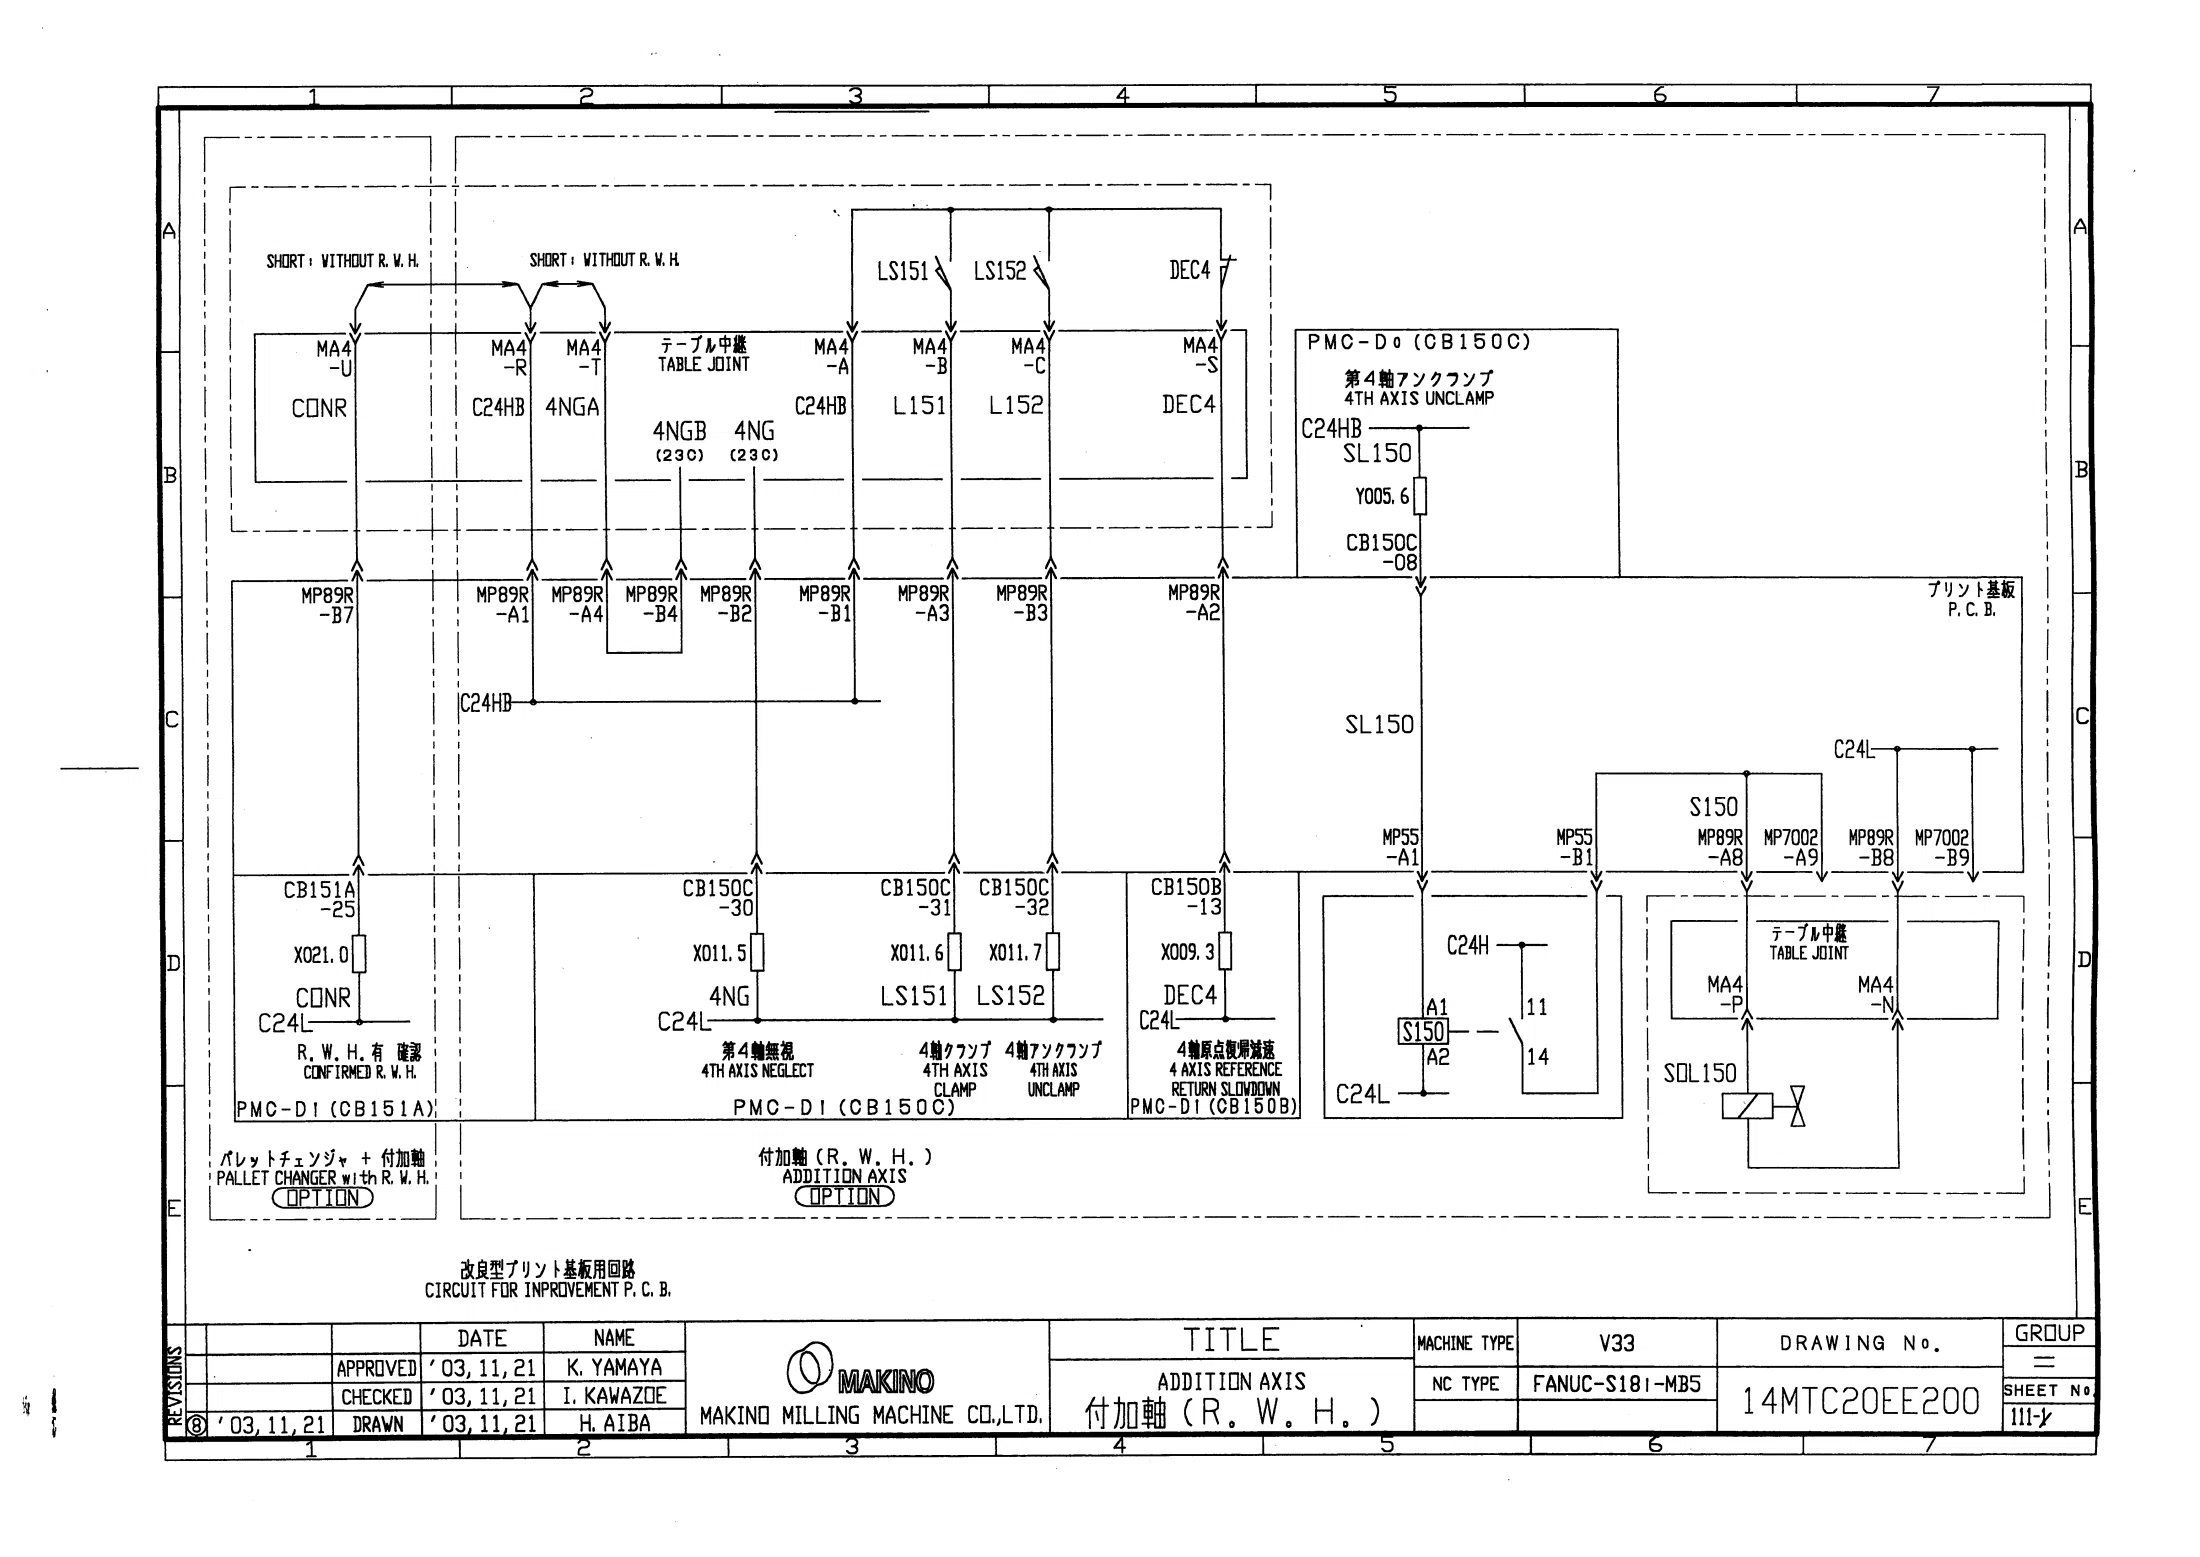 1 2 3 4 5 6 7
A
A
SHORT: WITHOUT R. W. H.
SHORT: WITHOUT R. W. H.
LS151
LS152
DEC4
MA4
-U
MA4
-R
MA4
-T
テーブル中継
TABLE JOINT
MA4
-A
MA4
-B
MA4
-C
MA4
-S
CONR
C24HB
4NGA
4NGB
(23C)
4NG
(23C)
C24HB
L151
L152
DEC4
PMC-Do (CB150C)
第4軸アンクランプ
4TH AXIS UNCLAMP
C24HB
SL150
Y005.6
CB150C
-08
B
B
MP89R
-B7
MP89R
-A1
MP89R
-A4
MP89R
-B4
MP89R
-B2
MP89R
-B1
MP89R
-A3
MP89R
-B3
MP89R
-A2
プリント基板
P. C. B.
C24HB
C
C
SL150
C24L
S150
MP55
-A1
MP55
-B1
MP89R
-A8
MP7002
-A9
MP89R
-B8
MP7002
-B9
CB151A
-25
CB150C
-30
CB150C
-31
CB150C
-32
CB150B
-13
X021.0
X011.5
X011.6
X011.7
X009.3
C24H
テーブル中継
TABLE JOINT
D
D
CONR
4NG
LS151
LS152
DEC4
MA4
-P
MA4
-N
C24L
C24L
C24L
A1
S150
A2
11
14
C24L
SOL150
R. W. H. 有 確認
CONFIRMED R. W. H.
第4軸無視
4TH AXIS NEGLECT
4軸クランプ
4TH AXIS
CLAMP
4軸アンクランプ
4TH AXIS
UNCLAMP
4軸原点復帰減速
4 AXIS REFERENCE
RETURN SLOWDOWN
PMC-DI (CB151A)
PMC-DI (CB150C)
PMC-DI (CB150B)
パレットチェンジャ + 付加軸
PALLET CHANGER with R. W. H.
OPTION
付加軸 (R. W. H. )
ADDITION AXIS
OPTION
E
E
改良型プリント基板用回路
CIRCUIT FOR INPROVEMENT P. C. B.
REVISIONS
⑧ '03, 11, 21
DATE NAME
APPROVED '03, 11, 21 K. YAMAYA
CHECKED '03, 11, 21 I. KAWAZOE
DRAWN '03, 11, 21 H. AIBA
MAKINO
MAKINO MILLING MACHINE CO.,LTD.
TITLE
ADDITION AXIS
付加軸 (R. W. H. )
MACHINE TYPE V33
NC TYPE FANUC-S18i-MB5
DRAWING No.
14MTC20EE200
GROUP
=
SHEET No.
1 2 3 4 5 6 7